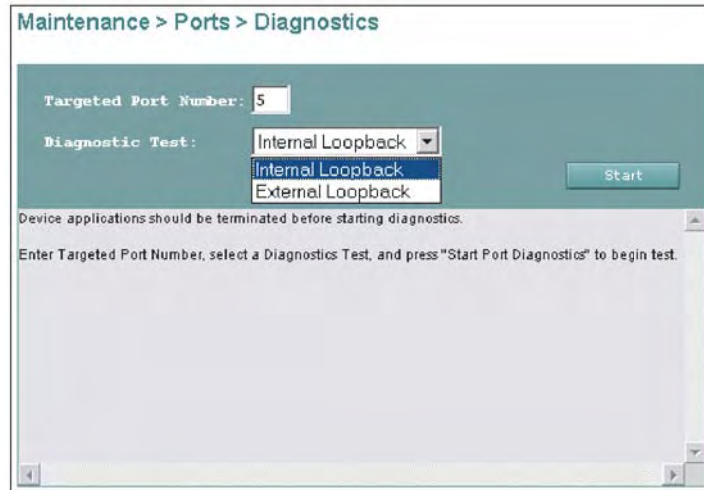 Maintenance > Ports > Diagnostics
Targeted Port Number: 5
Diagnostic Test: Internal Loopback
Internal Loopback
External Loopback
Start
Device applications should be terminated before starting diagnostics.
Enter Targeted Port Number, select a Diagnostics Test, and press "Start Port Diagnostics" to begin test.